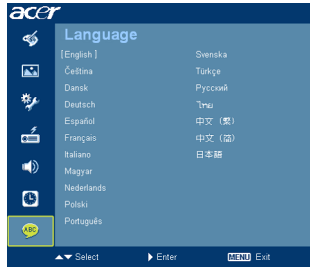 acer
Language
[English]
Čeština
Dansk
Deutsch
Español
Français
Italiano
Magyar
Nederlands
Polski
Português
Svenska
Türkçe
Русский
ไทย
中文 (繁)
中文 (简)
日本語
ABC
Select Enter MENU Exit